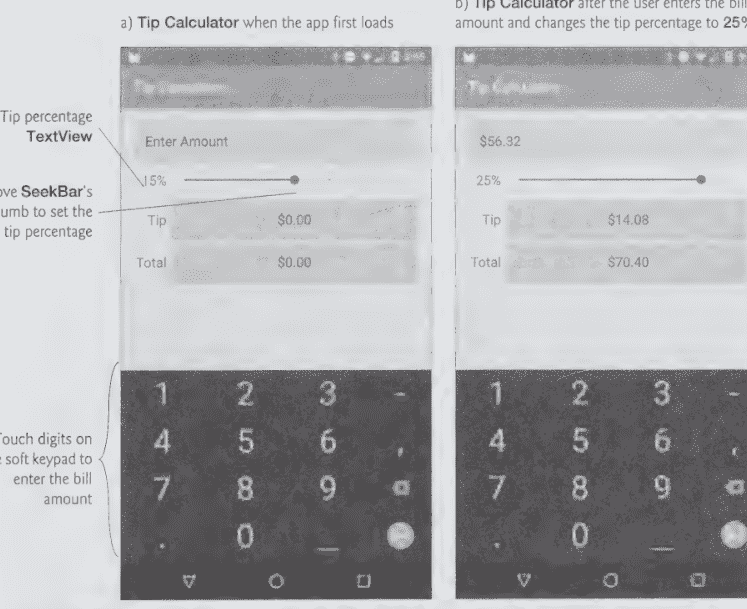 a) Tip Calculator when the app first loads
b) Tip Calculator after the user enters the bill
amount and changes the tip percentage to 25%
Tip percentage
TextView
SeekBar's
to set the
tip percentage
Touch digits on
soft keypad to
enter the bill
amount
Tip Calculator
Enter Amount
15%
Tip $0.00
Total $0.00
1 2 3 -
4 5 6 ,
7 8 9
. 0 _
Tip Calculator
$56.32
25%
Tip $14.08
Total $70.40
1 2 3 -
4 5 6 ,
7 8 9
. 0 _